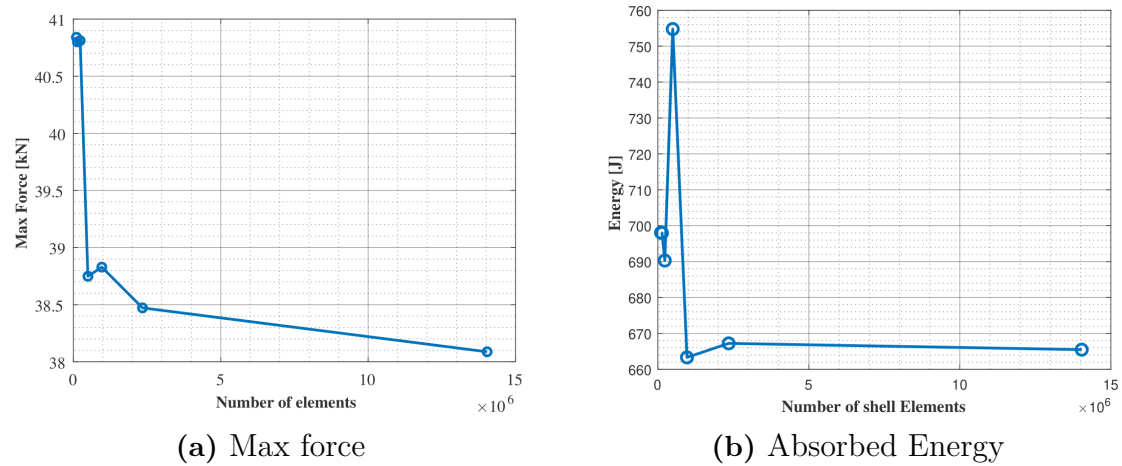 41
40.5
40
39.5
39
38.5
38
Max Force [kN]
0 5 10 15
Number of elements
×10^6
(a) Max force
760
750
740
730
720
710
700
690
680
670
660
Energy [J]
0 5 10 15
Number of shell Elements
×10^6
(b) Absorbed Energy